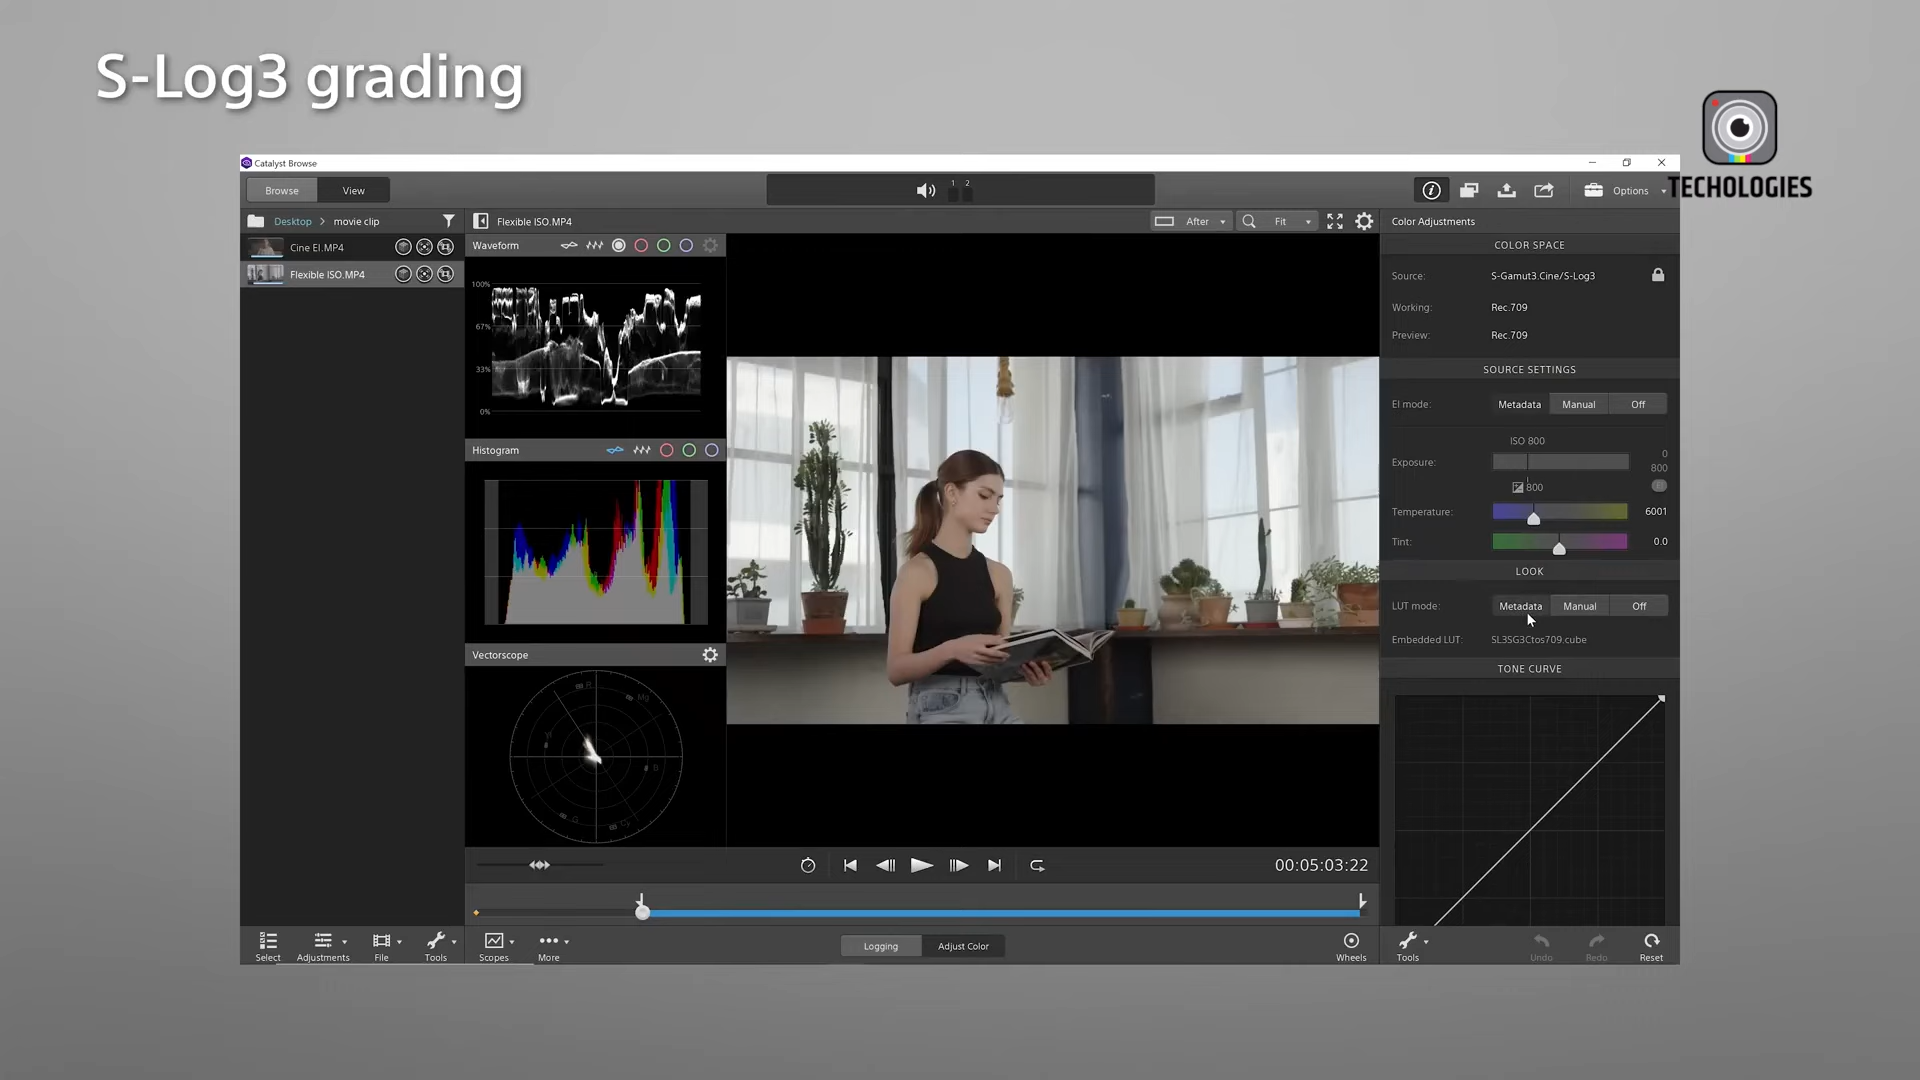 S-Log3 grading
TECHOLOGIES
Catalyst Browse
Browse
View
1 2
Options
Desktop > movie clip
Flexible ISO.MP4
After
Fit
Color Adjustments
Cine EI.MP4
Flexible ISO.MP4
Waveform
100%
67%
33%
0%
Histogram
Vectorscope
R
Mg
B
G
COLOR SPACE
Source: S-Gamut3.Cine/S-Log3
Working: Rec.709
Preview: Rec.709
SOURCE SETTINGS
EI mode: Metadata Manual Off
ISO 800
Exposure: 0
800
800
Temperature: 6001
Tint: 0.0
LOOK
LUT mode: Metadata Manual Off
Embedded LUT: SL3SG3Ctos709.cube
TONE CURVE
00:05:03:22
Select
Adjustments
File
Tools
Scopes
More
Logging
Adjust Color
Wheels
Tools
Undo
Redo
Reset